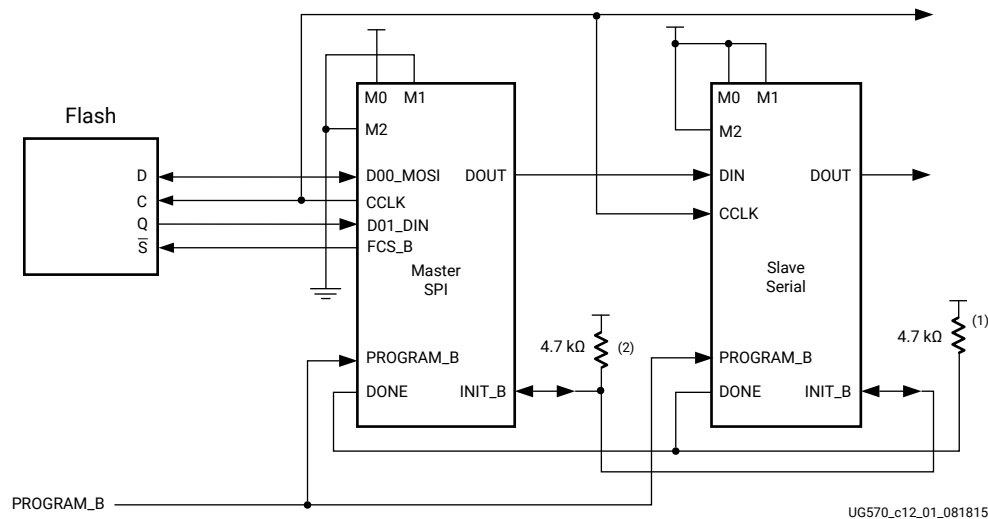 Flash
D
C
Q
S
M0 M1
M2
D00_MOSI DOUT
CCLK
D01_DIN
FCS_B
Master
SPI
PROGRAM_B
DONE INIT_B
4.7 kΩ (2)
M0 M1
M2
DIN DOUT
CCLK
Slave
Serial
PROGRAM_B
DONE INIT_B
4.7 kΩ (1)
PROGRAM_B
UG570_c12_01_081815